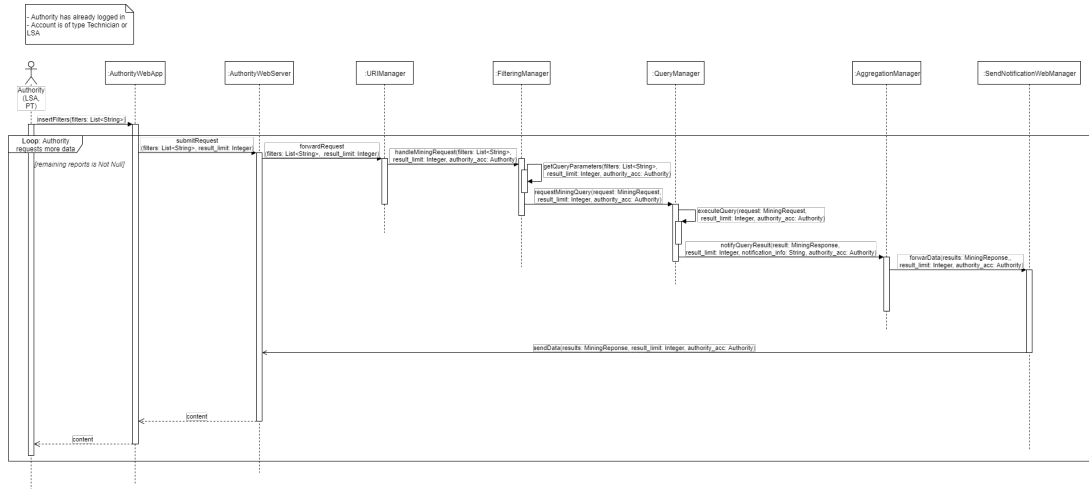 - Authority has already logged in
- Account is of type Technician or
LSA
Authority
(LSA,
PT)
:AuthorityWebApp
:AuthorityWebServer
:URIManager
:FilteringManager
:QueryManager
:AggregationManager
:SendNotificationWebManager
insertFilters(filters: List<String>)
Loop: Authority
requests more data
[remaining reports is Not Null]
submitRequest
(filters: List<String>, result_limit: Integer)
forwardRequest
(filters: List<String>, result_limit: Integer)
handleMiningRequest(filters: List<String>,
result_limit: Integer, authority_acc: Authority)
getQueryParameters(filters: List<String>,
result_limit: Integer, authority_acc: Authority)
requestMiningQuery(request: MiningRequest,
result_limit: Integer, authority_acc: Authority)
executeQuery(request: MiningRequest,
result_limit: Integer, authority_acc: Authority)
notifyQueryResult(result: MiningResponse,
result_limit: Integer, notification_info: String, authority_acc: Authority)
forwarData(results: MiningReponse,,
result_limit: Integer, authority_acc: Authority)
sendData(results: MiningReponse, result_limit: Integer, authority_acc: Authority)
content
content